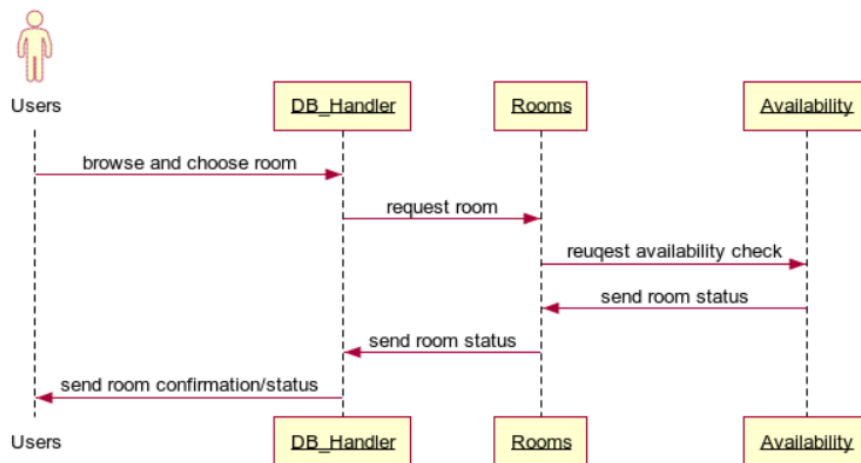 Users
DB_Handler
Rooms
Availability
browse and choose room
request room
reuqest availability check
send room status
send room status
send room confirmation/status
Users
DB_Handler
Rooms
Availability